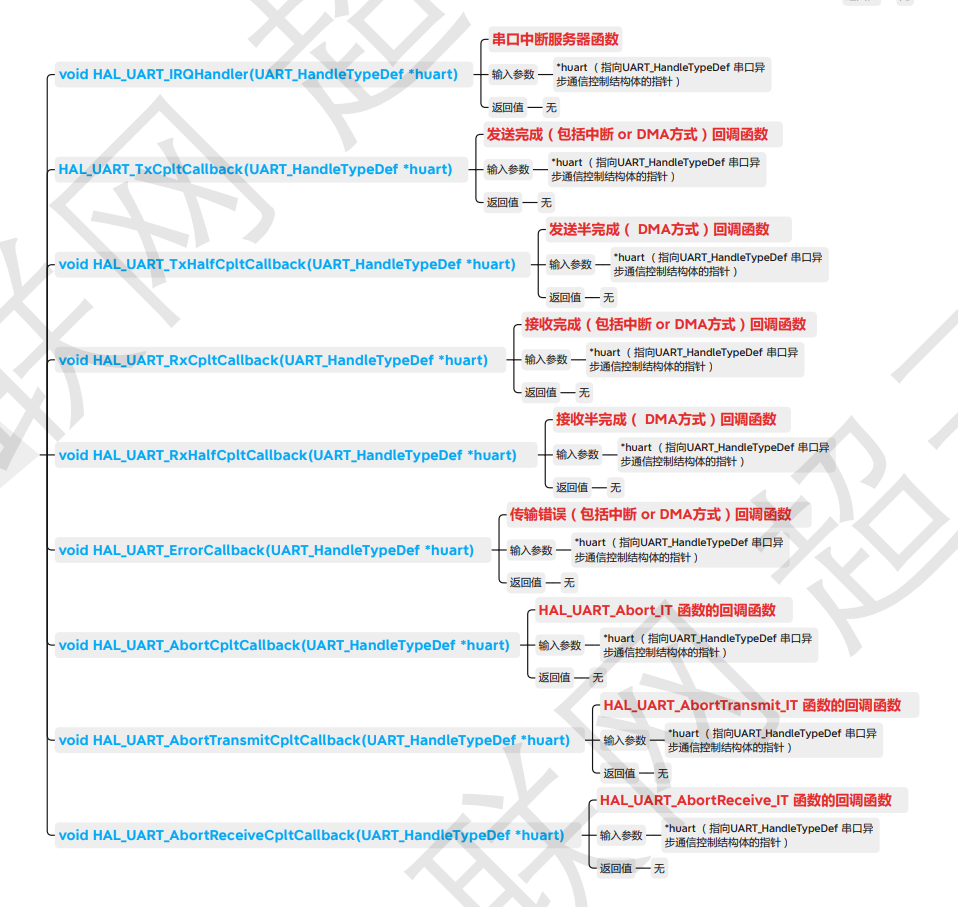 串口中断服务器函数
void HAL_UART_IRQHandler(UART_HandleTypeDef *huart)
输入参数
*huart（指向UART_HandleTypeDef 串口异
步通信控制结构体的指针）
返回值
无
发送完成（包括中断 or DMA方式）回调函数
HAL_UART_TxCpltCallback(UART_HandleTypeDef *huart)
输入参数
*huart（指向UART_HandleTypeDef 串口异
步通信控制结构体的指针）
返回值
无
发送半完成（ DMA方式）回调函数
void HAL_UART_TxHalfCpltCallback(UART_HandleTypeDef *huart)
输入参数
*huart（指向UART_HandleTypeDef 串口异
步通信控制结构体的指针）
返回值
无
接收完成（包括中断 or DMA方式）回调函数
void HAL_UART_RxCpltCallback(UART_HandleTypeDef *huart)
输入参数
*huart（指向UART_HandleTypeDef 串口异
步通信控制结构体的指针）
返回值
无
接收半完成（ DMA方式）回调函数
void HAL_UART_RxHalfCpltCallback(UART_HandleTypeDef *huart)
输入参数
*huart（指向UART_HandleTypeDef 串口异
步通信控制结构体的指针）
返回值
无
传输错误（包括中断 or DMA方式）回调函数
void HAL_UART_ErrorCallback(UART_HandleTypeDef *huart)
输入参数
*huart（指向UART_HandleTypeDef 串口异
步通信控制结构体的指针）
返回值
无
HAL_UART_Abort_IT 函数的回调函数
void HAL_UART_AbortCpltCallback(UART_HandleTypeDef *huart)
输入参数
*huart（指向UART_HandleTypeDef 串口异
步通信控制结构体的指针）
返回值
无
HAL_UART_AbortTransmit_IT 函数的回调函数
void HAL_UART_AbortTransmitCpltCallback(UART_HandleTypeDef *huart)
输入参数
*huart（指向UART_HandleTypeDef 串口异
步通信控制结构体的指针）
返回值
无
HAL_UART_AbortReceive_IT 函数的回调函数
void HAL_UART_AbortReceiveCpltCallback(UART_HandleTypeDef *huart)
输入参数
*huart（指向UART_HandleTypeDef 串口异
步通信控制结构体的指针）
返回值
无
联网 超
联网 超